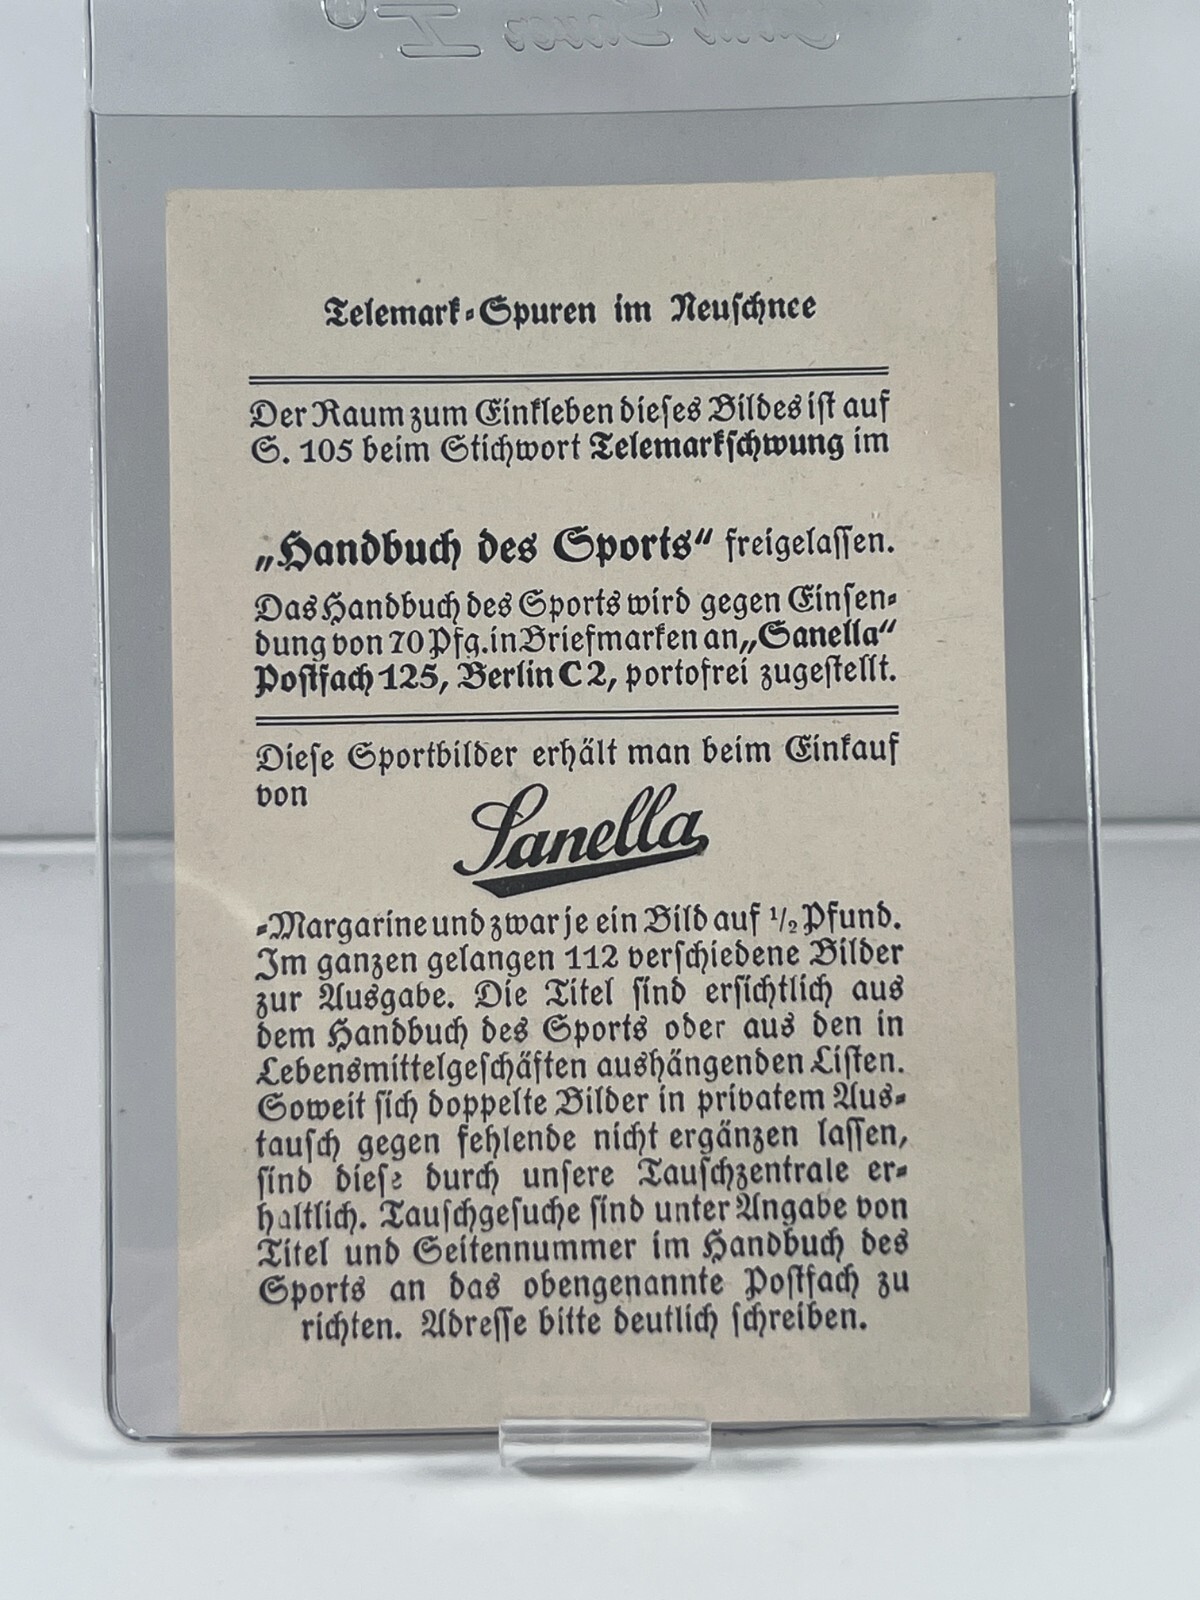 Card Saver I
Telemark-Spuren im Neuschnee
Der Raum zum Einkleben dieses Bildes ist auf
S. 105 beim Stichwort Telemarkschwung im
„Handbuch des Sports“ freigelassen.
Das Handbuch des Sports wird gegen Einsen-
dung von 70 Pfg. in Briefmarken an „Sanella“
Postfach 125, Berlin C 2, portofrei zugestellt.
Diese Sportbilder erhält man beim Einkauf
von
Sanella
-Margarine und zwar je ein Bild auf 1/2 Pfund.
Im ganzen gelangen 112 verschiedene Bilder
zur Ausgabe. Die Titel sind ersichtlich aus
dem Handbuch des Sports oder aus den in
Lebensmittelgeschäften aushängenden Listen.
Soweit sich doppelte Bilder in privatem Aus-
tausch gegen fehlende nicht ergänzen lassen,
sind diese durch unsere Tauschzentrale er-
hältlich. Tauschgesuche sind unter Angabe von
Titel und Seitennummer im Handbuch des
Sports an das obengenannte Postfach zu
richten. Adresse bitte deutlich schreiben.